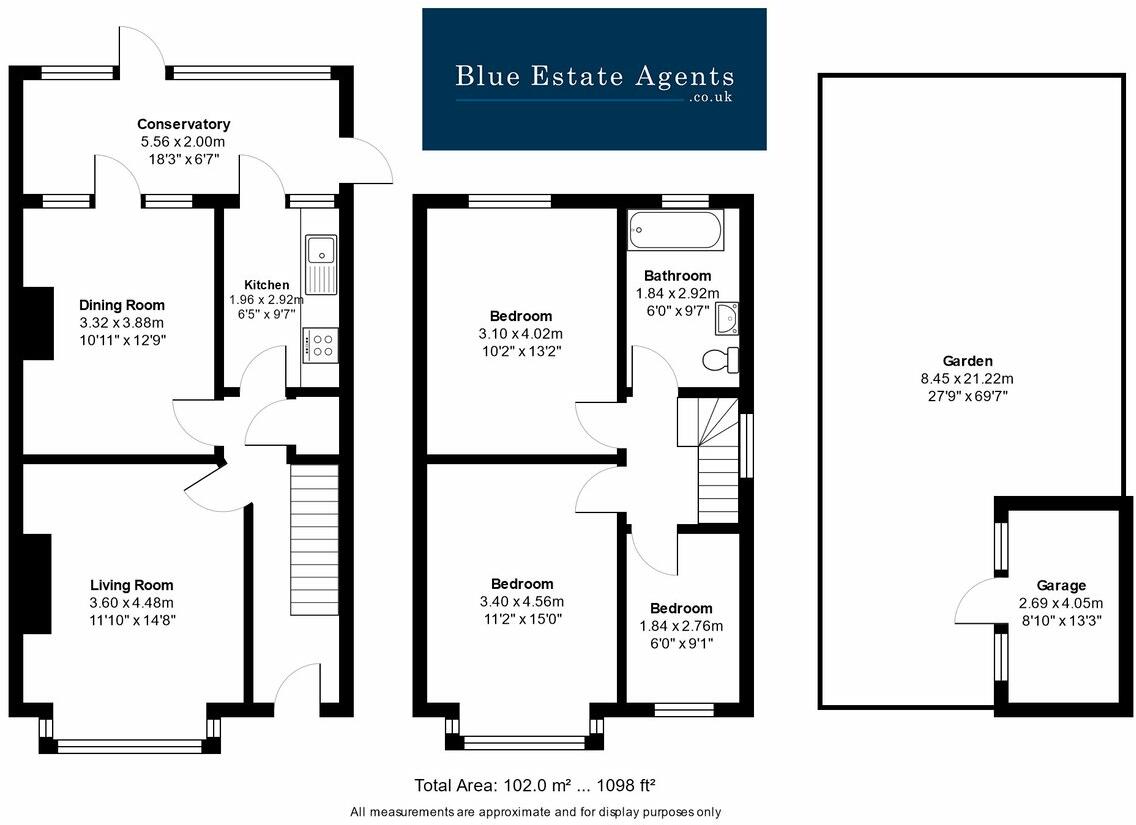 Blue Estate Agents
.co.uk
Conservatory
5.56 x 2.00m
18'3" x 6'7"
Dining Room
3.32 x 3.88m
10'11" x 12'9"
Kitchen
1.96 x 2.92m
6'5" x 9'7"
Living Room
3.60 x 4.48m
11'10" x 14'8"
Bedroom
3.10 x 4.02m
10'2" x 13'2"
Bathroom
1.84 x 2.92m
6'0" x 9'7"
Bedroom
3.40 x 4.56m
11'2" x 15'0"
Bedroom
1.84 x 2.76m
6'0" x 9'1"
Garden
8.45 x 21.22m
27'9" x 69'7"
Garage
2.69 x 4.05m
8'10" x 13'3"
Total Area: 102.0 m² ... 1098 ft²
All measurements are approximate and for display purposes only